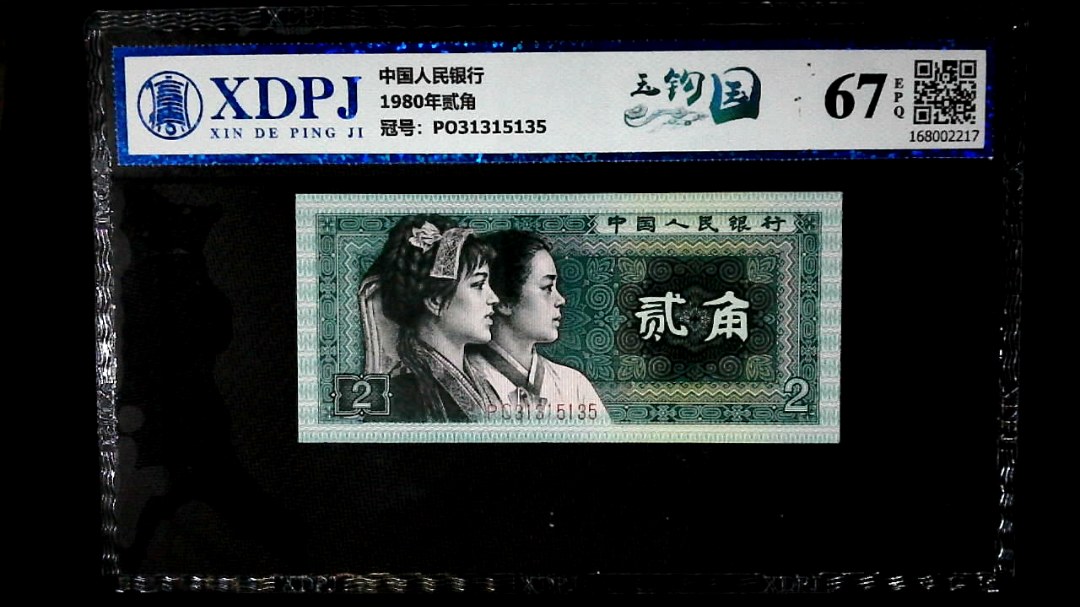 XDPJ
XIN DE PING JI
中国人民银行
1980年贰角
冠号：PO31315135
玉钩国
67
EPQ
168002217
中国人民银行
贰角
2
PO31315135
2
XDPJ
XDPJ